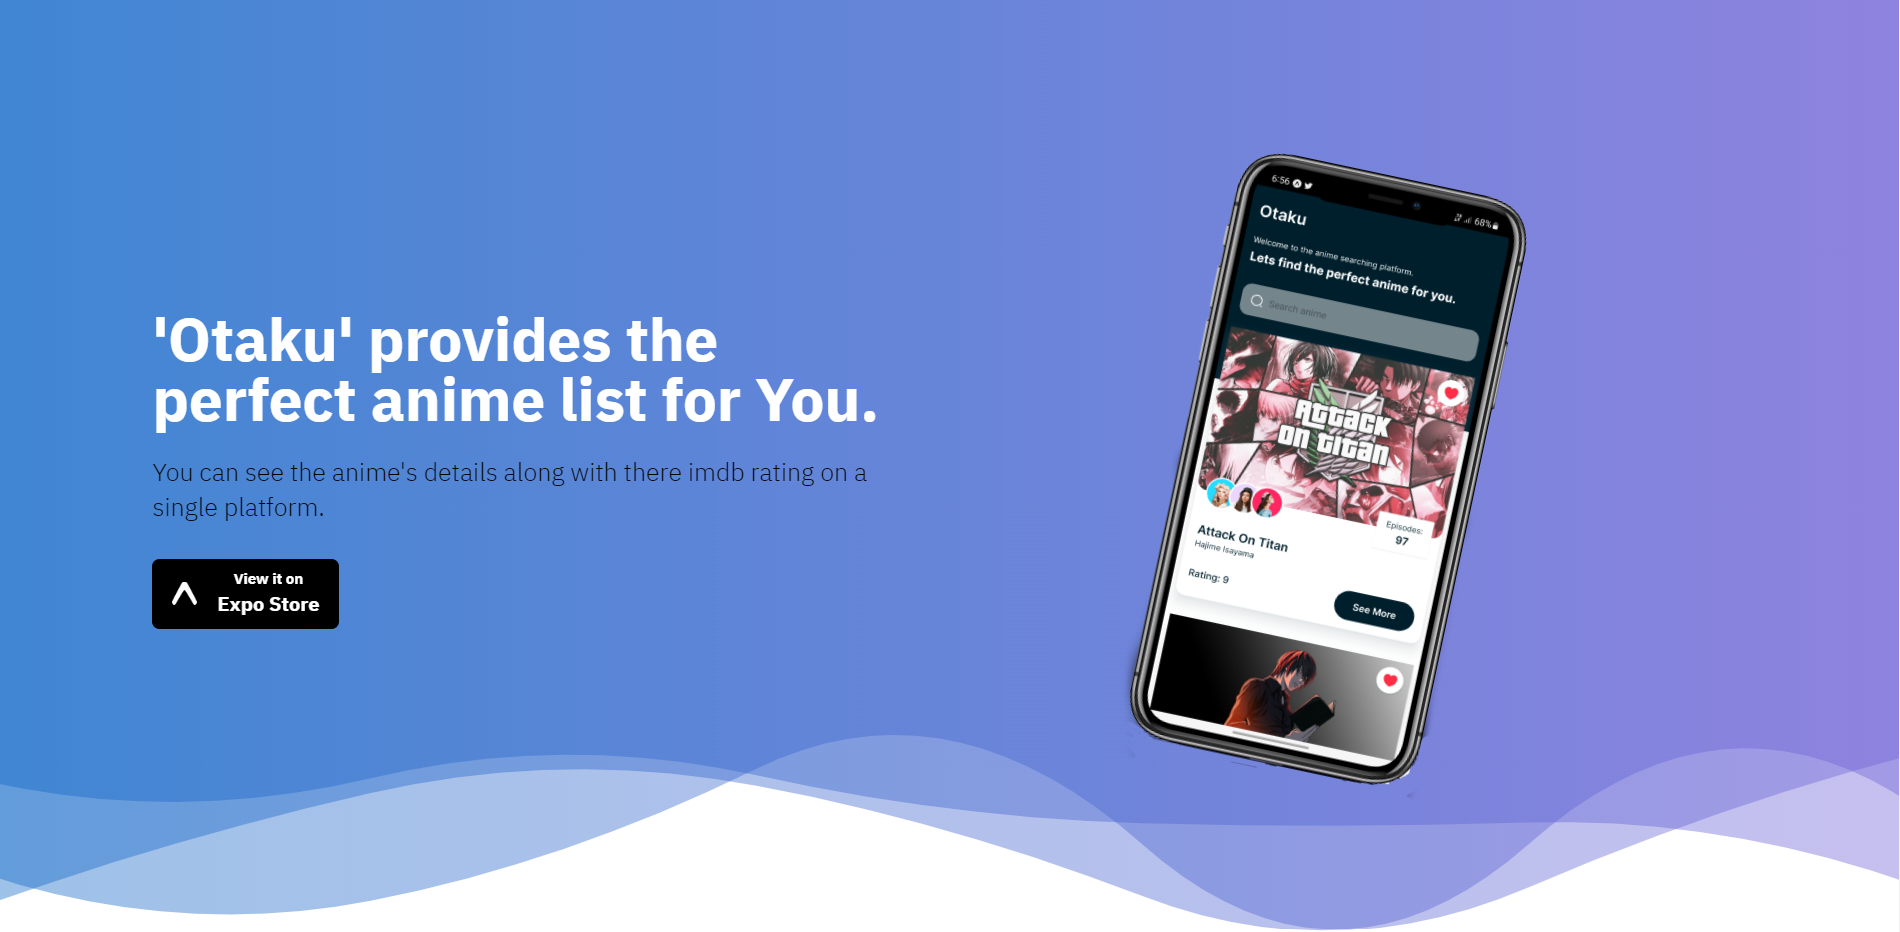 'Otaku' provides the
perfect anime list for You.
You can see the anime's details along with there imdb rating on a
single platform.
View it on
Expo Store
6:56
68%
Otaku
Welcome to the anime searching platform.
Lets find the perfect anime for you.
Search anime
Attack
on titan
Episodes:
97
Attack On Titan
Hajime Isayama
Rating: 9
See More